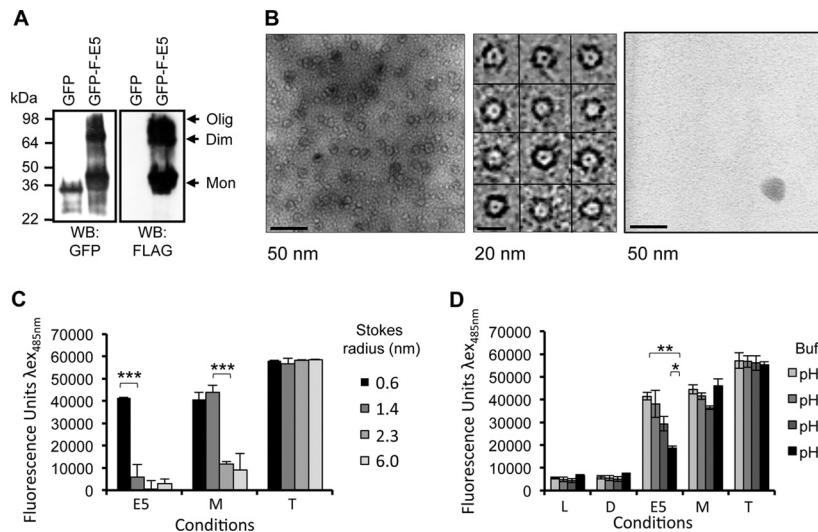 A
B
GFP
GFP-F-E5
GFP
GFP-F-E5
kDa
98
64
50
36
22
Olig
Dim
Mon
WB:
GFP
WB:
FLAG
50 nm
20 nm
50 nm
C
Fluorescence Units λex485nm
70000
60000
50000
40000
30000
20000
10000
0
***
***
E5 M T
Conditions
Stokes
radius (nm)
0.6
1.4
2.3
6.0
D
Fluorescence Units λex485nm
70000
60000
50000
40000
30000
20000
10000
0
**
*
L D E5 M T
Conditions
Buf
pH
pH
pH
pH